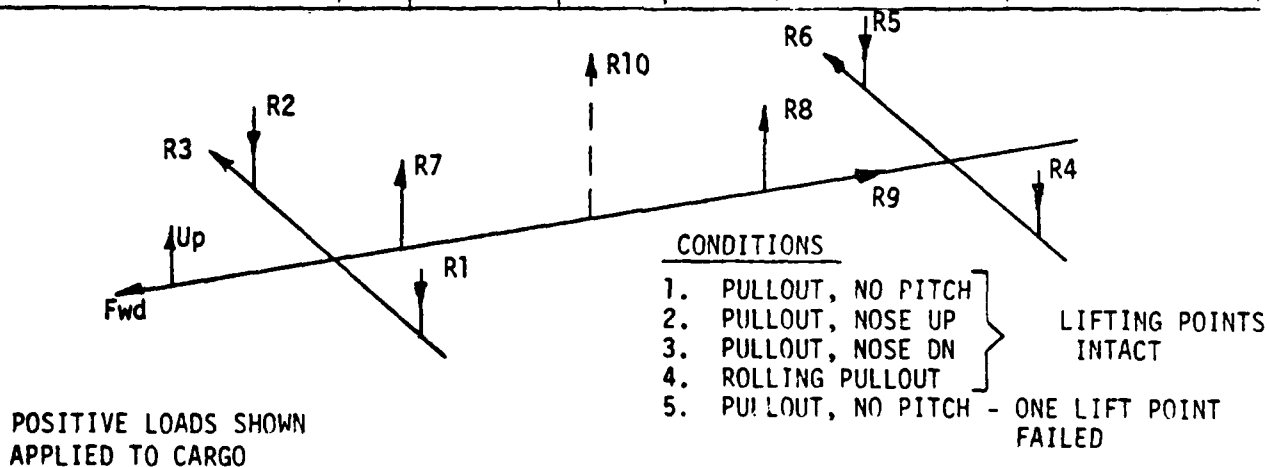 R5
R6
R10
R2
R8
R3
R7
R4
R9
Up
R1
Fwd
CONDITIONS
1. PULLOUT, NO PITCH
2. PULLOUT, NOSE UP
3. PULLOUT, NOSE DN
4. ROLLING PULLOUT
LIFTING POINTS
INTACT
5. PULLOUT, NO PITCH - ONE LIFT POINT
FAILED
POSITIVE LOADS SHOWN
APPLIED TO CARGO